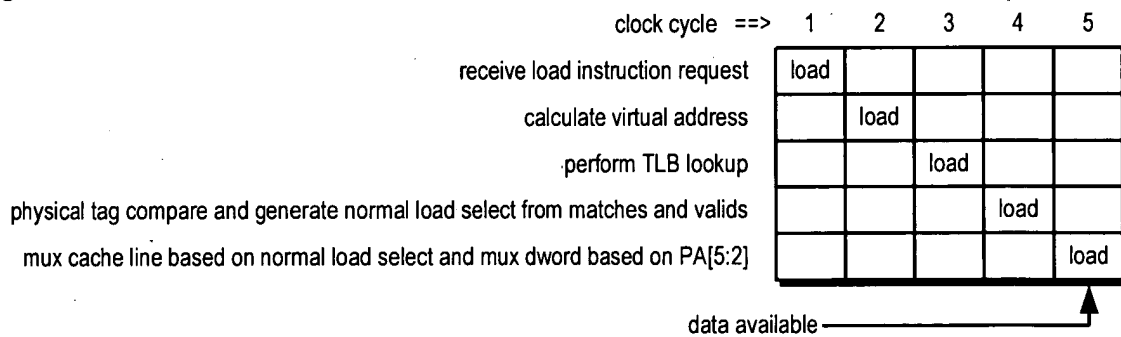 clock cycle ==> 1 2 3 4 5
receive load instruction request load
calculate virtual address load
perform TLB lookup load
physical tag compare and generate normal load select from matches and valids load
mux cache line based on normal load select and mux dword based on PA[5:2] load
data available